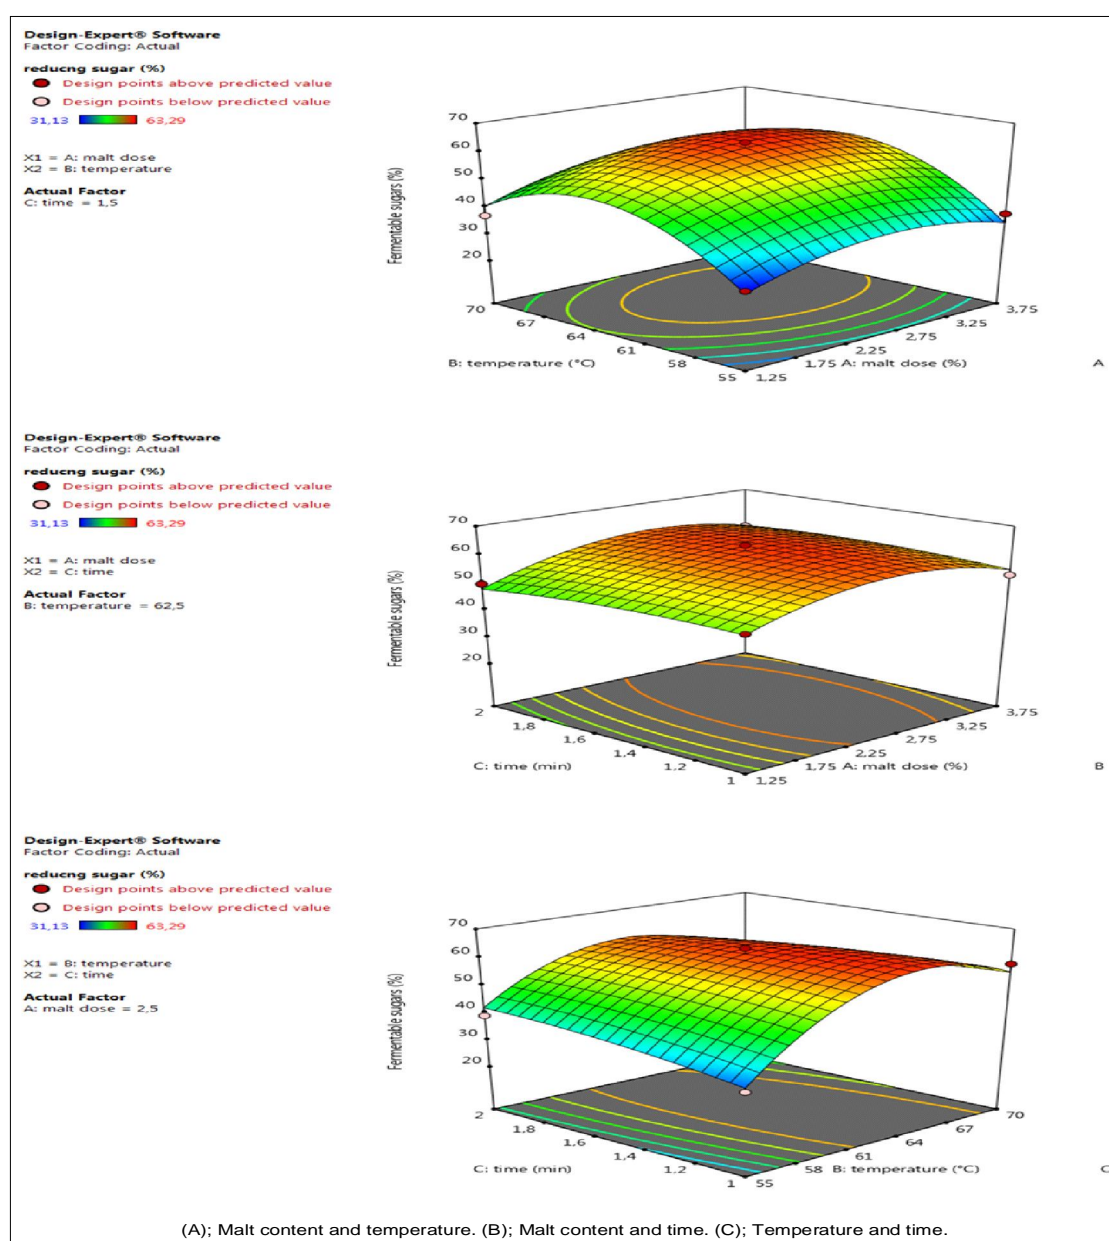 Design-Expert® Software
Factor Coding: Actual
reducng sugar (%)
Design points above predicted value
Design points below predicted value
31,13 63,29
X1 = A: malt dose
X2 = B: temperature
Actual Factor
C: time = 1,5
Fermentable sugars (%)
70
60
50
40
30
20
70
67
64
61
58
55
B: temperature (°C)
1,25
1,75
2,25
2,75
3,25
3,75
A: malt dose (%)
A
Design-Expert® Software
Factor Coding: Actual
reducng sugar (%)
Design points above predicted value
Design points below predicted value
31,13 63,29
X1 = A: malt dose
X2 = C: time
Actual Factor
B: temperature = 62,5
Fermentable sugars (%)
70
60
50
40
30
20
2
1,8
1,6
1,4
1,2
1
C: time (min)
1,25
1,75
2,25
2,75
3,25
3,75
A: malt dose (%)
B
Design-Expert® Software
Factor Coding: Actual
reducng sugar (%)
Design points above predicted value
Design points below predicted value
31,13 63,29
X1 = B: temperature
X2 = C: time
Actual Factor
A: malt dose = 2,5
Fermentable sugars (%)
70
60
50
40
30
20
2
1,8
1,6
1,4
1,2
1
C: time (min)
55
58
61
64
67
70
B: temperature (°C)
C
(A); Malt content and temperature. (B); Malt content and time. (C); Temperature and time.